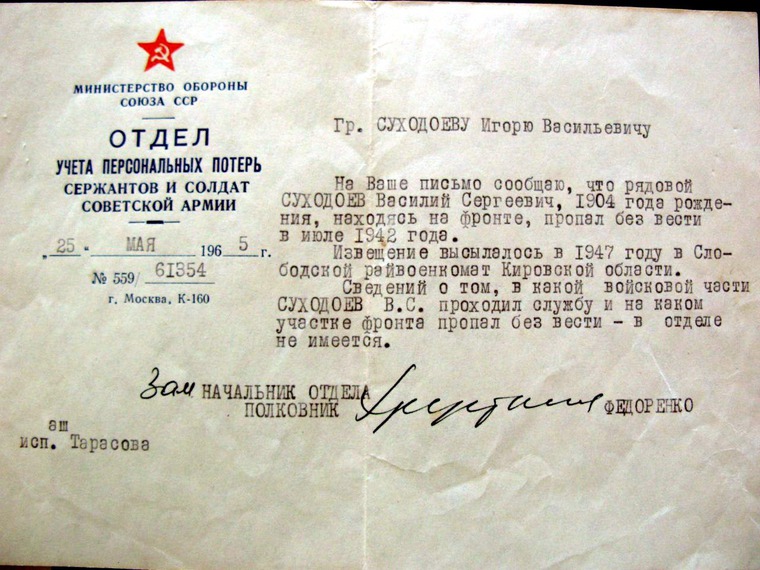 МИНИСТЕРСТВО ОБОРОНЫ
СОЮЗА ССР
ОТДЕЛ
УЧЕТА ПЕРСОНАЛЬНЫХ ПОТЕРЬ
СЕРЖАНТОВ И СОЛДАТ
СОВЕТСКОЙ АРМИИ
„25" МАЯ 1965 г.
№ 559/ 61354
г. Москва, К-160
Гр. СУХОДОЕВУ Игорю Васильевичу
На Ваше письмо сообщаю, что рядовой
СУХОДОЕВ Василий Сергеевич, 1904 года рожде-
ния, находясь на фронте, пропал без вести
в июле 1942 года.
Извещение высылалось в 1947 году в Сло-
бодской райвоенкомат Кировской области.
Сведений о том, в какой войсковой части
СУХОДОЕВ В.С. проходил службу и на каком
участке фронта пропал без вести - в отделе
не имеется.
Зам НАЧАЛЬНИК ОТДЕЛА
ПОЛКОВНИК ФЕДОРЕНКО
аш
исп. Тарасова